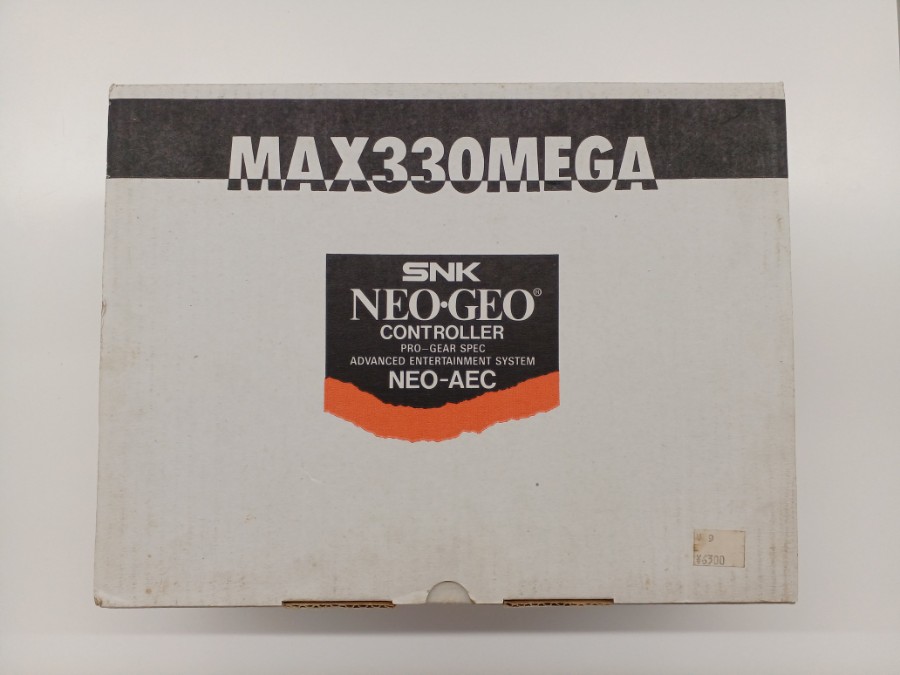 MAX330MEGA
SNK
NEO·GEO®
CONTROLLER
PRO-GEAR SPEC
ADVANCED ENTERTAINMENT SYSTEM
NEO-AEC
¥6300